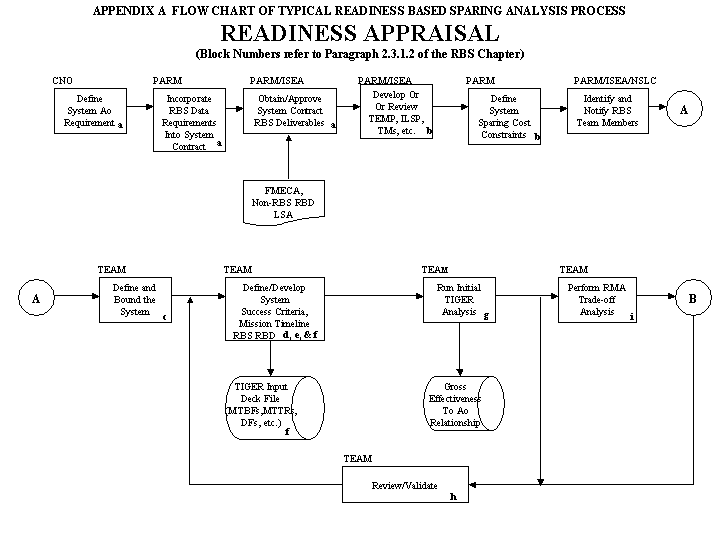 APPENDIX A FLOW CHART OF TYPICAL READINESS BASED SPARING ANALYSIS PROCESS
READINESS APPRAISAL
(Block Numbers refer to Paragraph 2.3.1.2 of the RBS Chapter)
CNO
Define
System Ao
Requirement a
PARM
Incorporate
RBS Data
Requirements
Into System
Contract a
PARM/ISEA
Obtain/Approve
System Contract
RBS Deliverables a
PARM/ISEA
Develop Or
Or Review
TEMP, ILSP,
TMs, etc. b
PARM
Define
System
Sparing Cost
Constraints b
PARM/ISEA/NSLC
Identify and
Notify RBS
Team Members
A
FMECA,
Non-RBS RBD
LSA
A
TEAM
Define and
Bound the
System c
TEAM
Define/Develop
System
Success Criteria,
Mission Timeline
RBS RBD d, e, & f
TEAM
Run Initial
TIGER
Analysis g
TEAM
Perform RMA
Trade-off
Analysis i
B
TIGER Input
Deck File
(MTBFs,MTTRs,
DFs, etc.)
f
Gross
Effectiveness
To Ao
Relationship
TEAM
Review/Validate
h